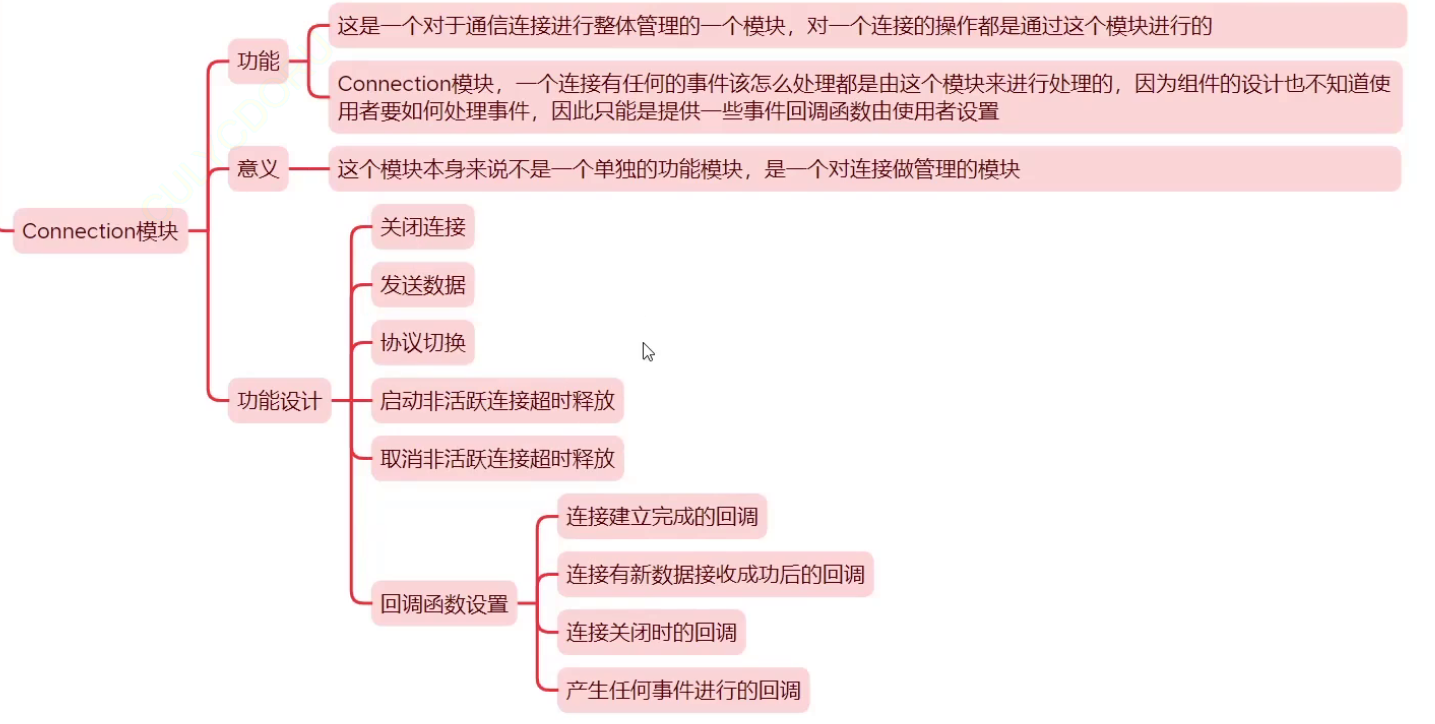 功能
这是一个对于通信连接进行整体管理的一个模块，对一个连接的操作都是通过这个模块进行的
Connection模块，一个连接有任何的事件该怎么处理都是由这个模块来进行处理的，因为组件的设计也不知道使
用者要如何处理事件，因此只能是提供一些事件回调函数由使用者设置
意义
这个模块本身来说不是一个单独的功能模块，是一个对连接做管理的模块
Connection模块
功能设计
关闭连接
发送数据
协议切换
启动非活跃连接超时释放
取消非活跃连接超时释放
回调函数设置
连接建立完成的回调
连接有新数据接收成功后的回调
连接关闭时的回调
产生任何事件进行的回调